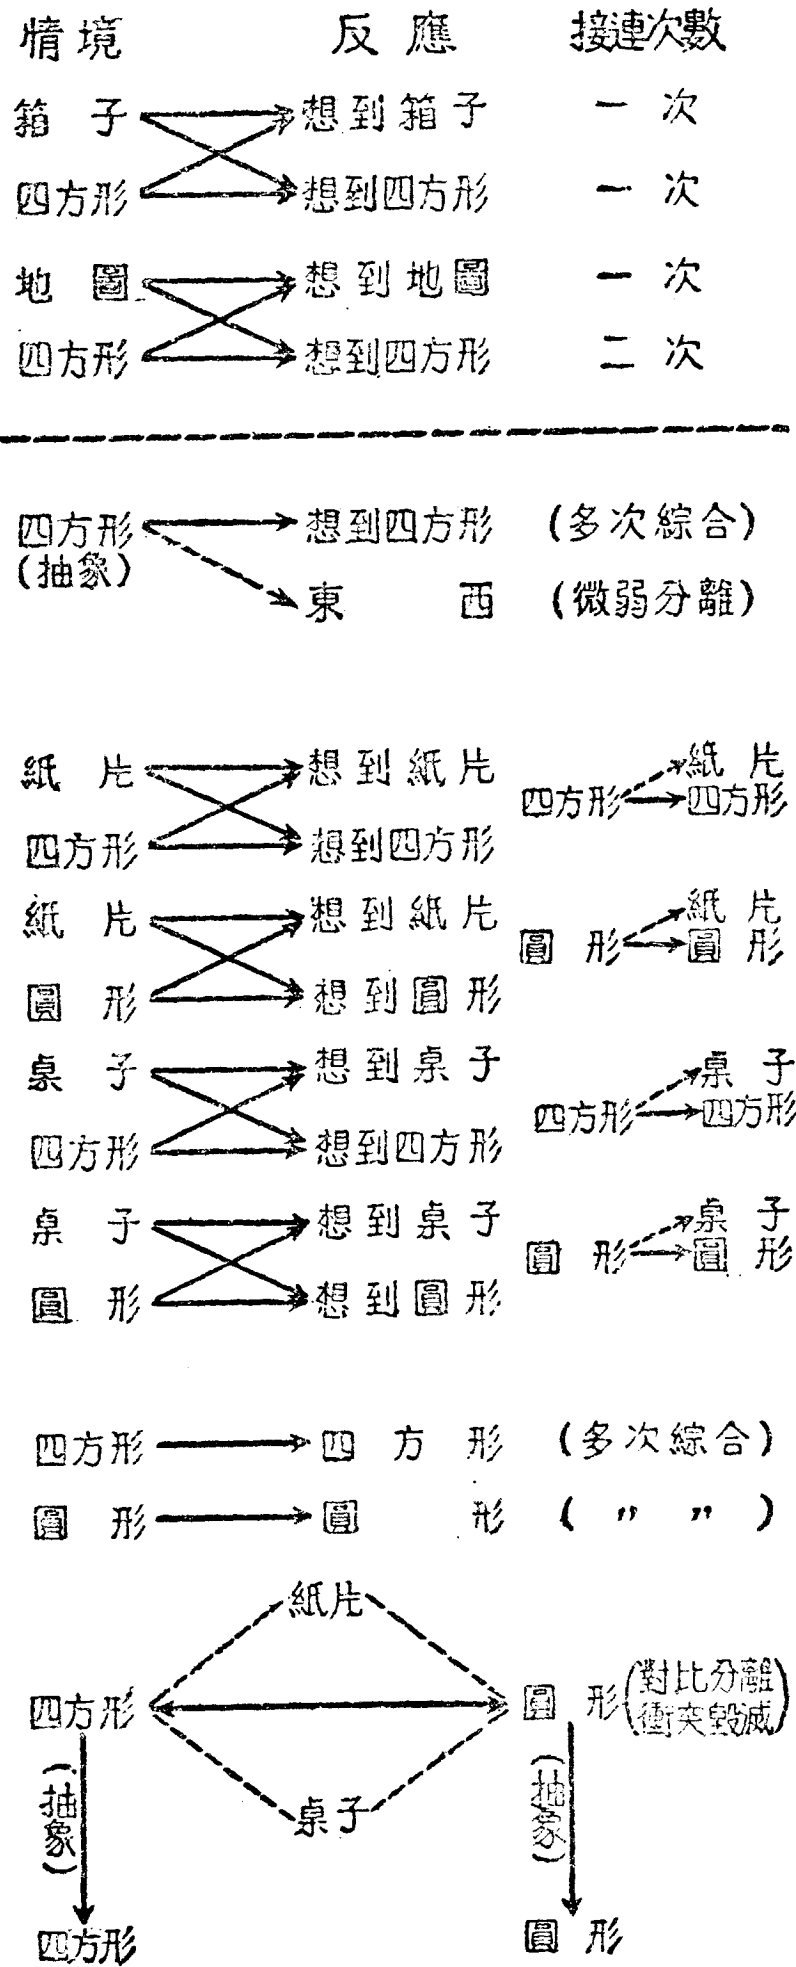 情境 反應 接連次數
箱子 想到箱子 一次
四方形 想到四方形 一次
地圖 想到地圖 一次
四方形 想到四方形 二次
四方形 想到四方形 (多次綜合)
(抽象)
東西 (微弱分離)
紙片 想到紙片 紙片
四方形 四方形
四方形 想到四方形
紙片 想到紙片 紙片
圓形 圓形
圓形 想到圓形
桌子 想到桌子 桌子
四方形 四方形
四方形 想到四方形
桌子 想到桌子 桌子
圓形 圓形
圓形 想到圓形
四方形 四方形 (多次綜合)
圓形 圓形 ( 〃 〃 )
紙片
四方形 圓形 (對比分離
衝突毀滅)
桌子
(抽象) (抽象)
四方形 圓形